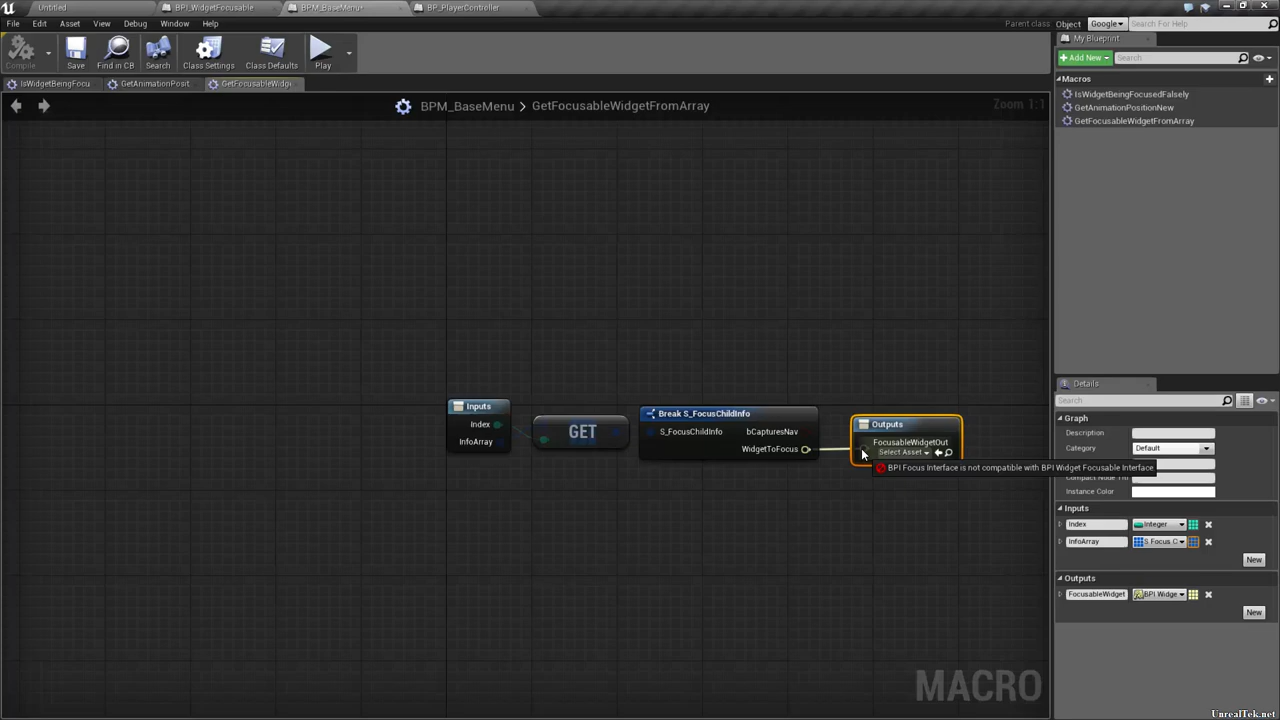 Untitled
BPI_WidgetFocusable
BPM_BaseMenu*
BP_PlayerController
File Edit Asset View Debug Window Help
Parent class: Object Google Search For Help
Compile Save Find in CB Search Class Settings Class Defaults Play
My Blueprint
Add New Search
IsWidgetBeingFocu
GetAnimationPosit
GetFocusableWidge
Macros
BPM_BaseMenu > GetFocusableWidgetFromArray
Zoom 1:1
IsWidgetBeingFocusedFalsely
GetAnimationPositionNew
GetFocusableWidgetFromArray
Inputs
Index
InfoArray
GET
Break S_FocusChildInfo
S_FocusChildInfo bCapturesNav
WidgetToFocus
Outputs
FocusableWidgetOut
Select Asset
BPI Focus Interface is not compatible with BPI Widget Focusable Interface
Details
Search
Graph
Description
Category Default
Instance Color
Inputs
Index Integer
InfoArray S Focus C
New
Outputs
FocusableWidget BPI Widge
New
MACRO
UnrealTek.net